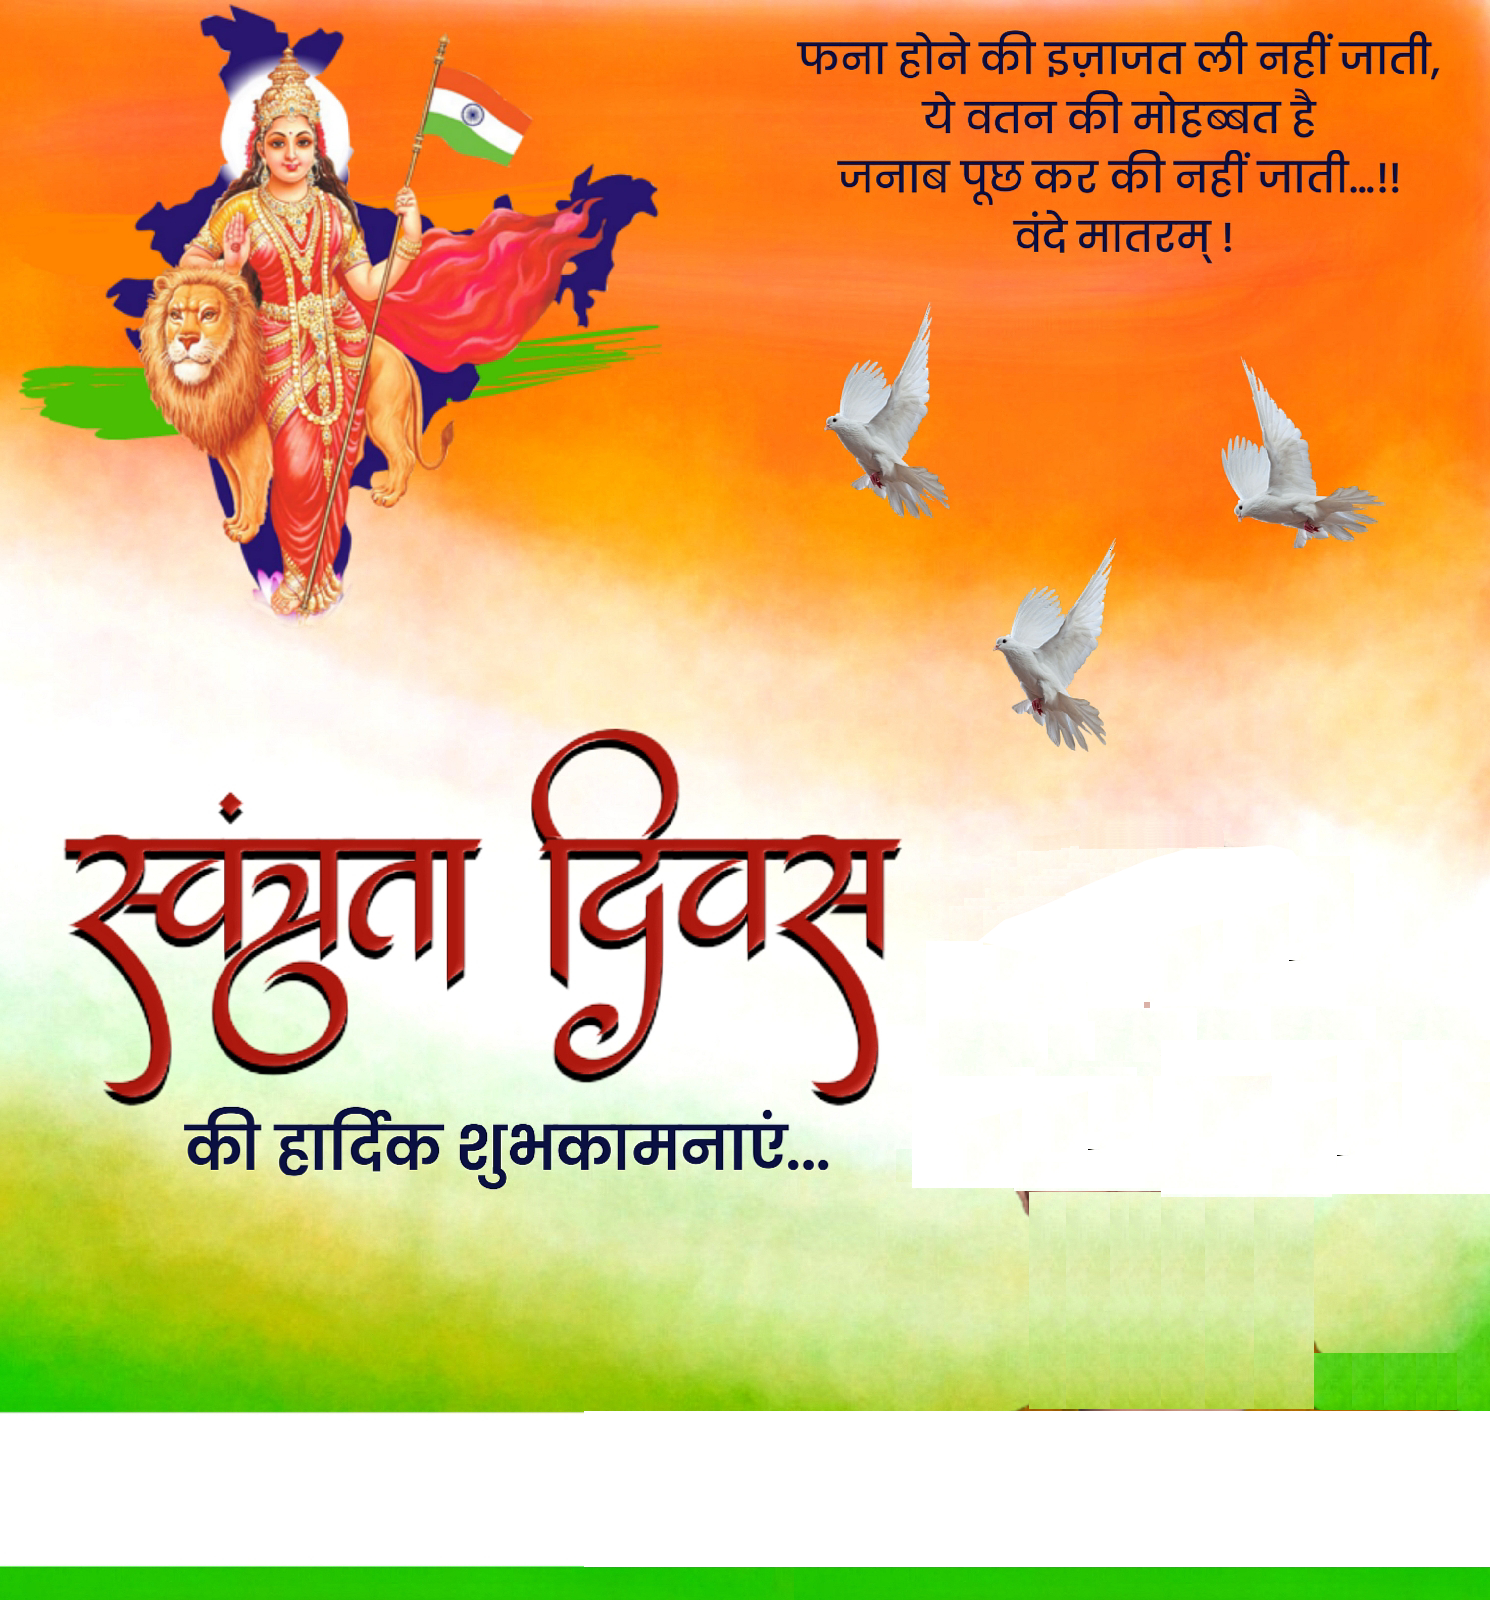 फना होने की इज़ाजत ली नहीं जाती,
ये वतन की मोहब्बत है
जनाब पूछ कर की नहीं जाती...!!
वंदे मातरम् !
स्वंत्रता दिवस
की हार्दिक शुभकामनाएं...